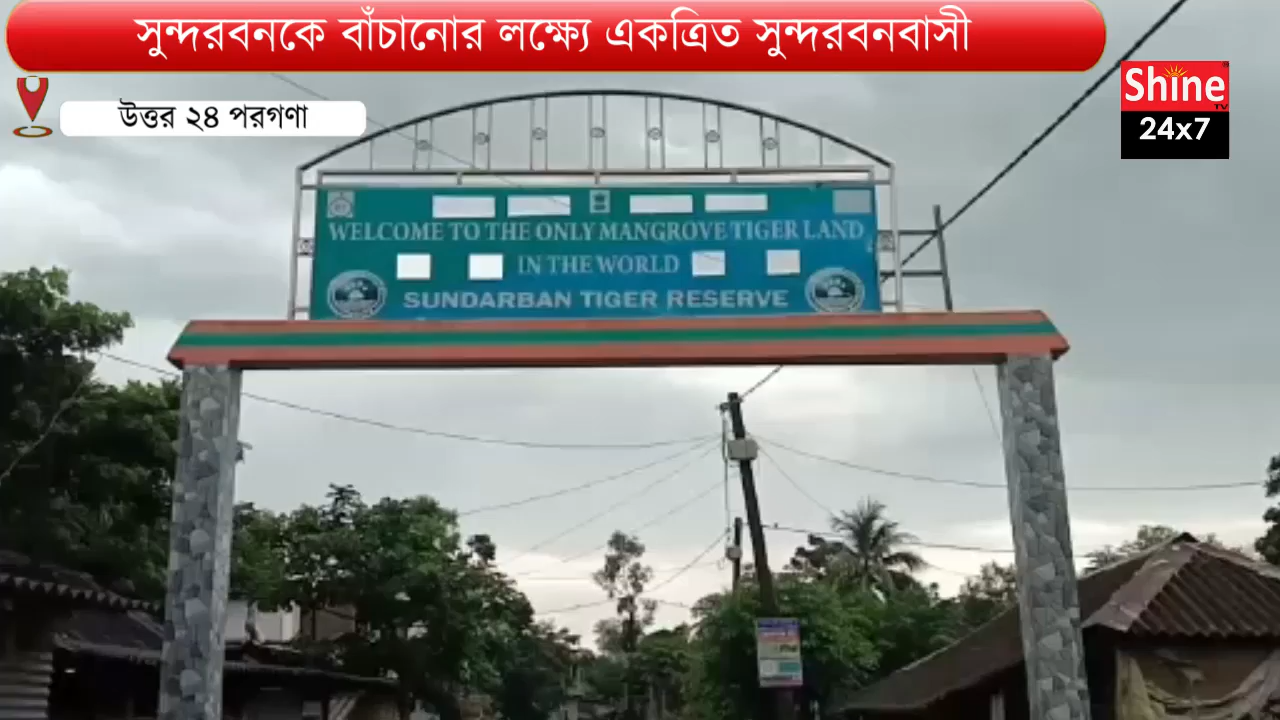 সুন্দরবনকে বাঁচানোর লক্ষ্যে একত্রিত সুন্দরবনবাসী
Shine
TV
24x7
উত্তর ২৪ পরগণা
WELCOME TO THE ONLY MANGROVE TIGER LAND
IN THE WORLD
SUNDARBAN TIGER RESERVE